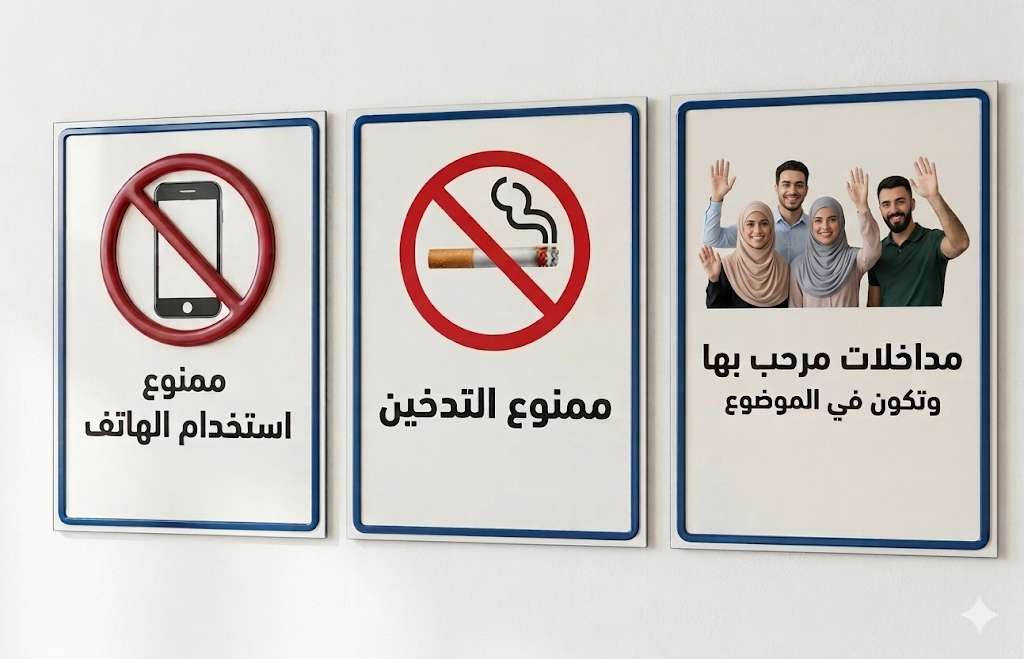 ممنوع
استخدام الهاتف
ممنوع التدخين
مداخلات مرحب بها
وتكون في الموضوع